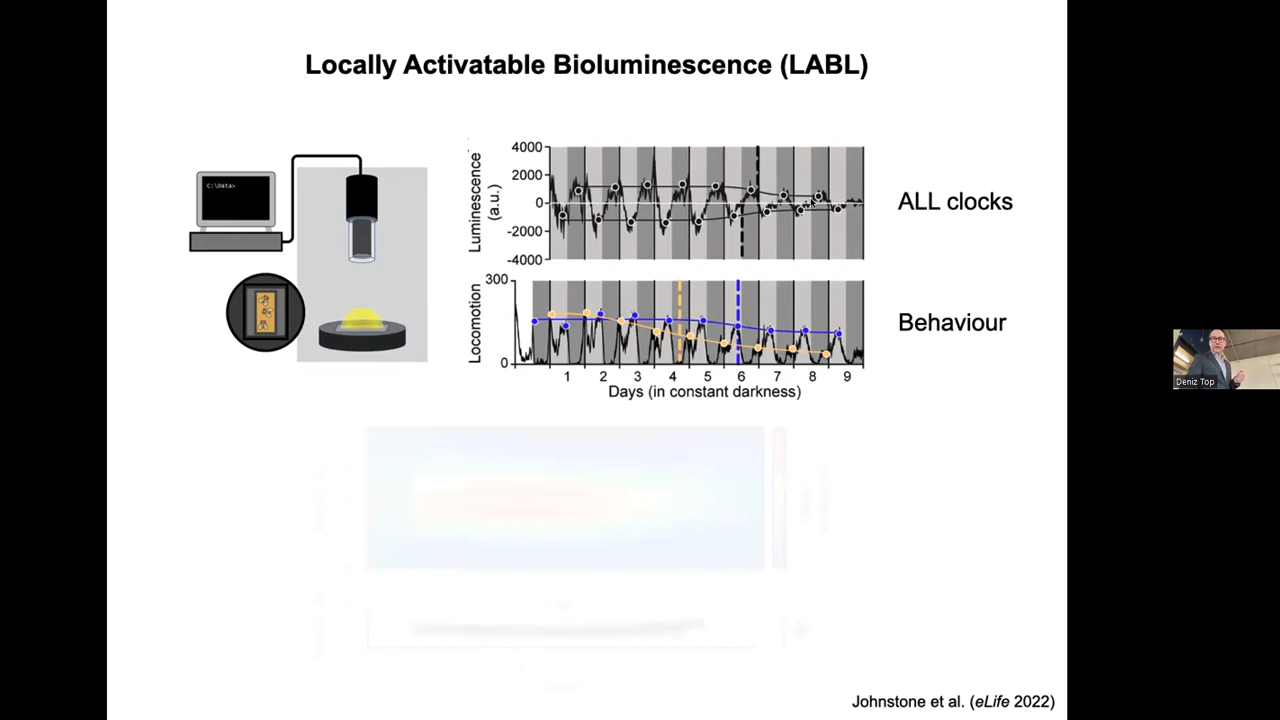 Locally Activatable Bioluminescence (LABL)
C:\Data>
Luminescence
(a.u.)
4000
2000
0
-2000
-4000
ALL clocks
Locomotion
300
0
Behaviour
1 2 3 4 5 6 7 8 9
Days (in constant darkness)
Deniz Top
Johnstone et al. (eLife 2022)